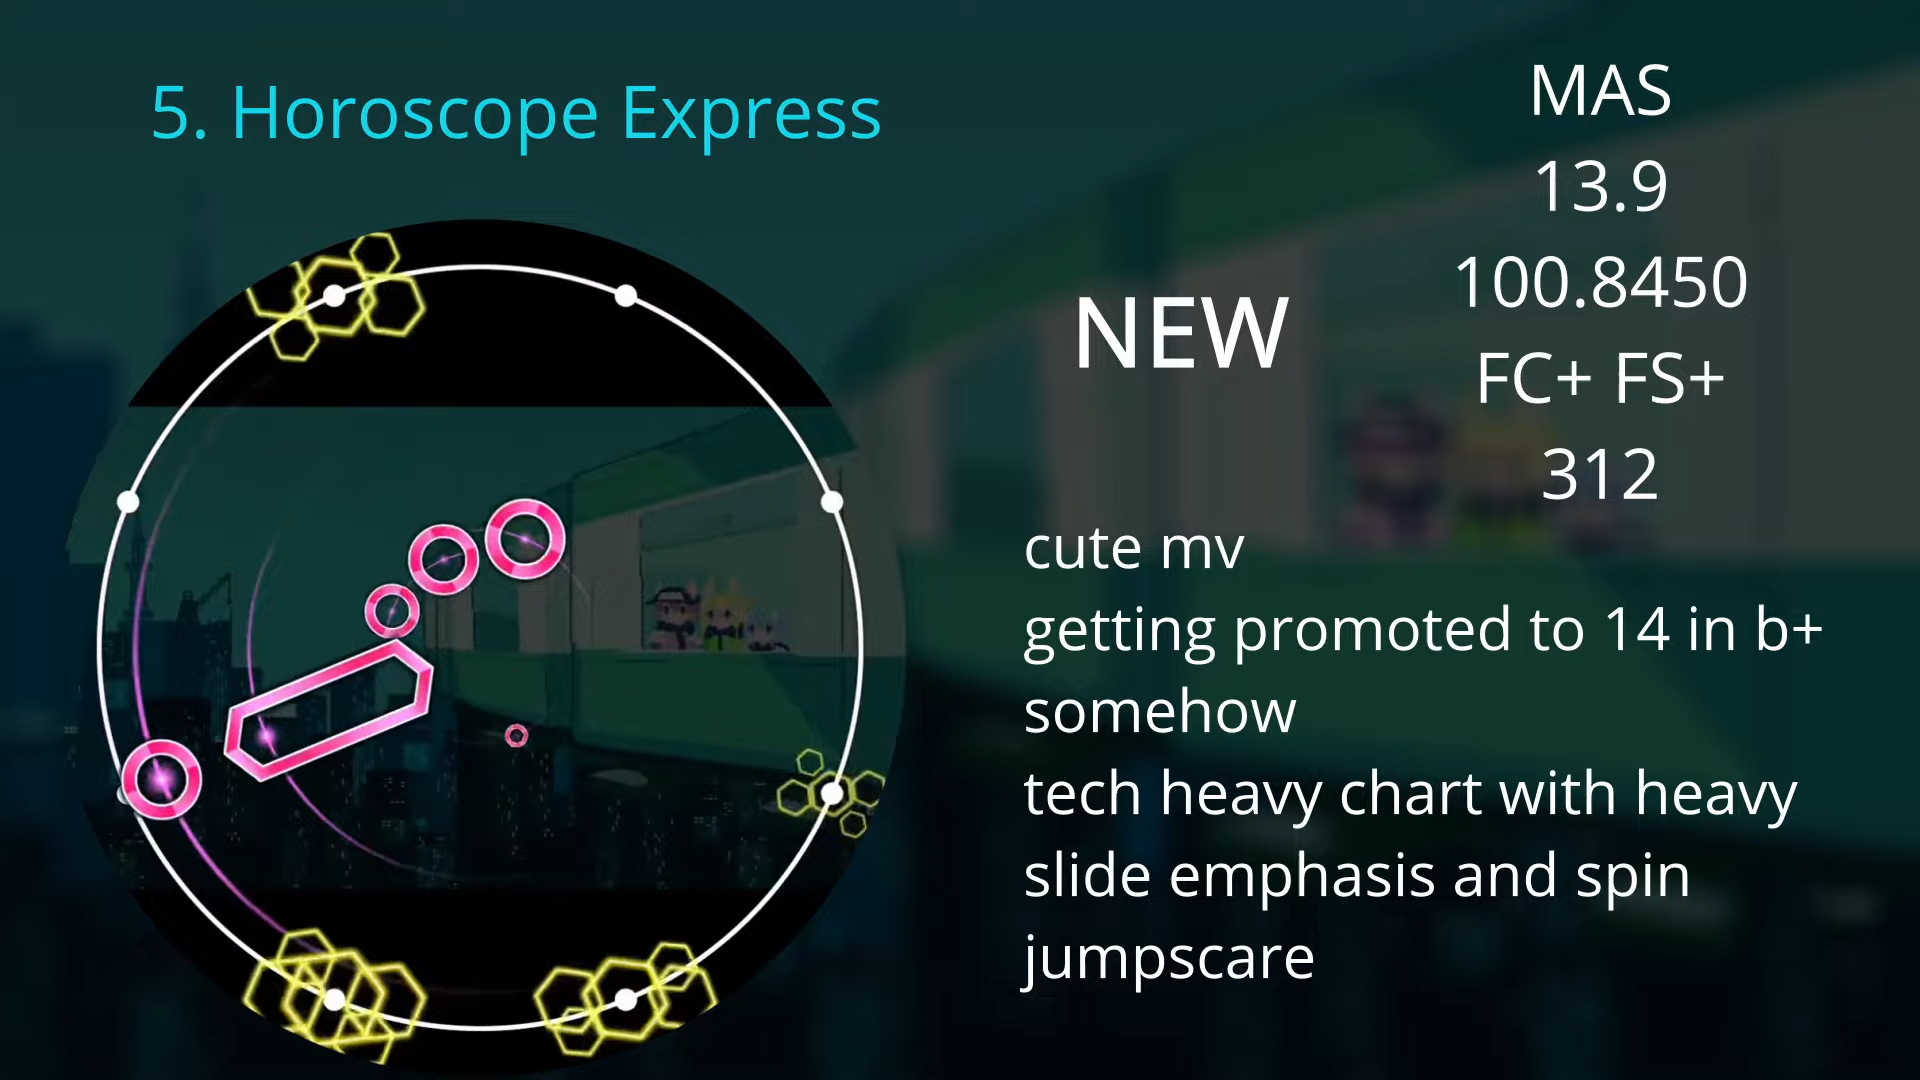 5. Horoscope Express
MAS
13.9
100.8450
FC+ FS+
312
NEW
cute mv
getting promoted to 14 in b+
somehow
tech heavy chart with heavy
slide emphasis and spin
jumpscare